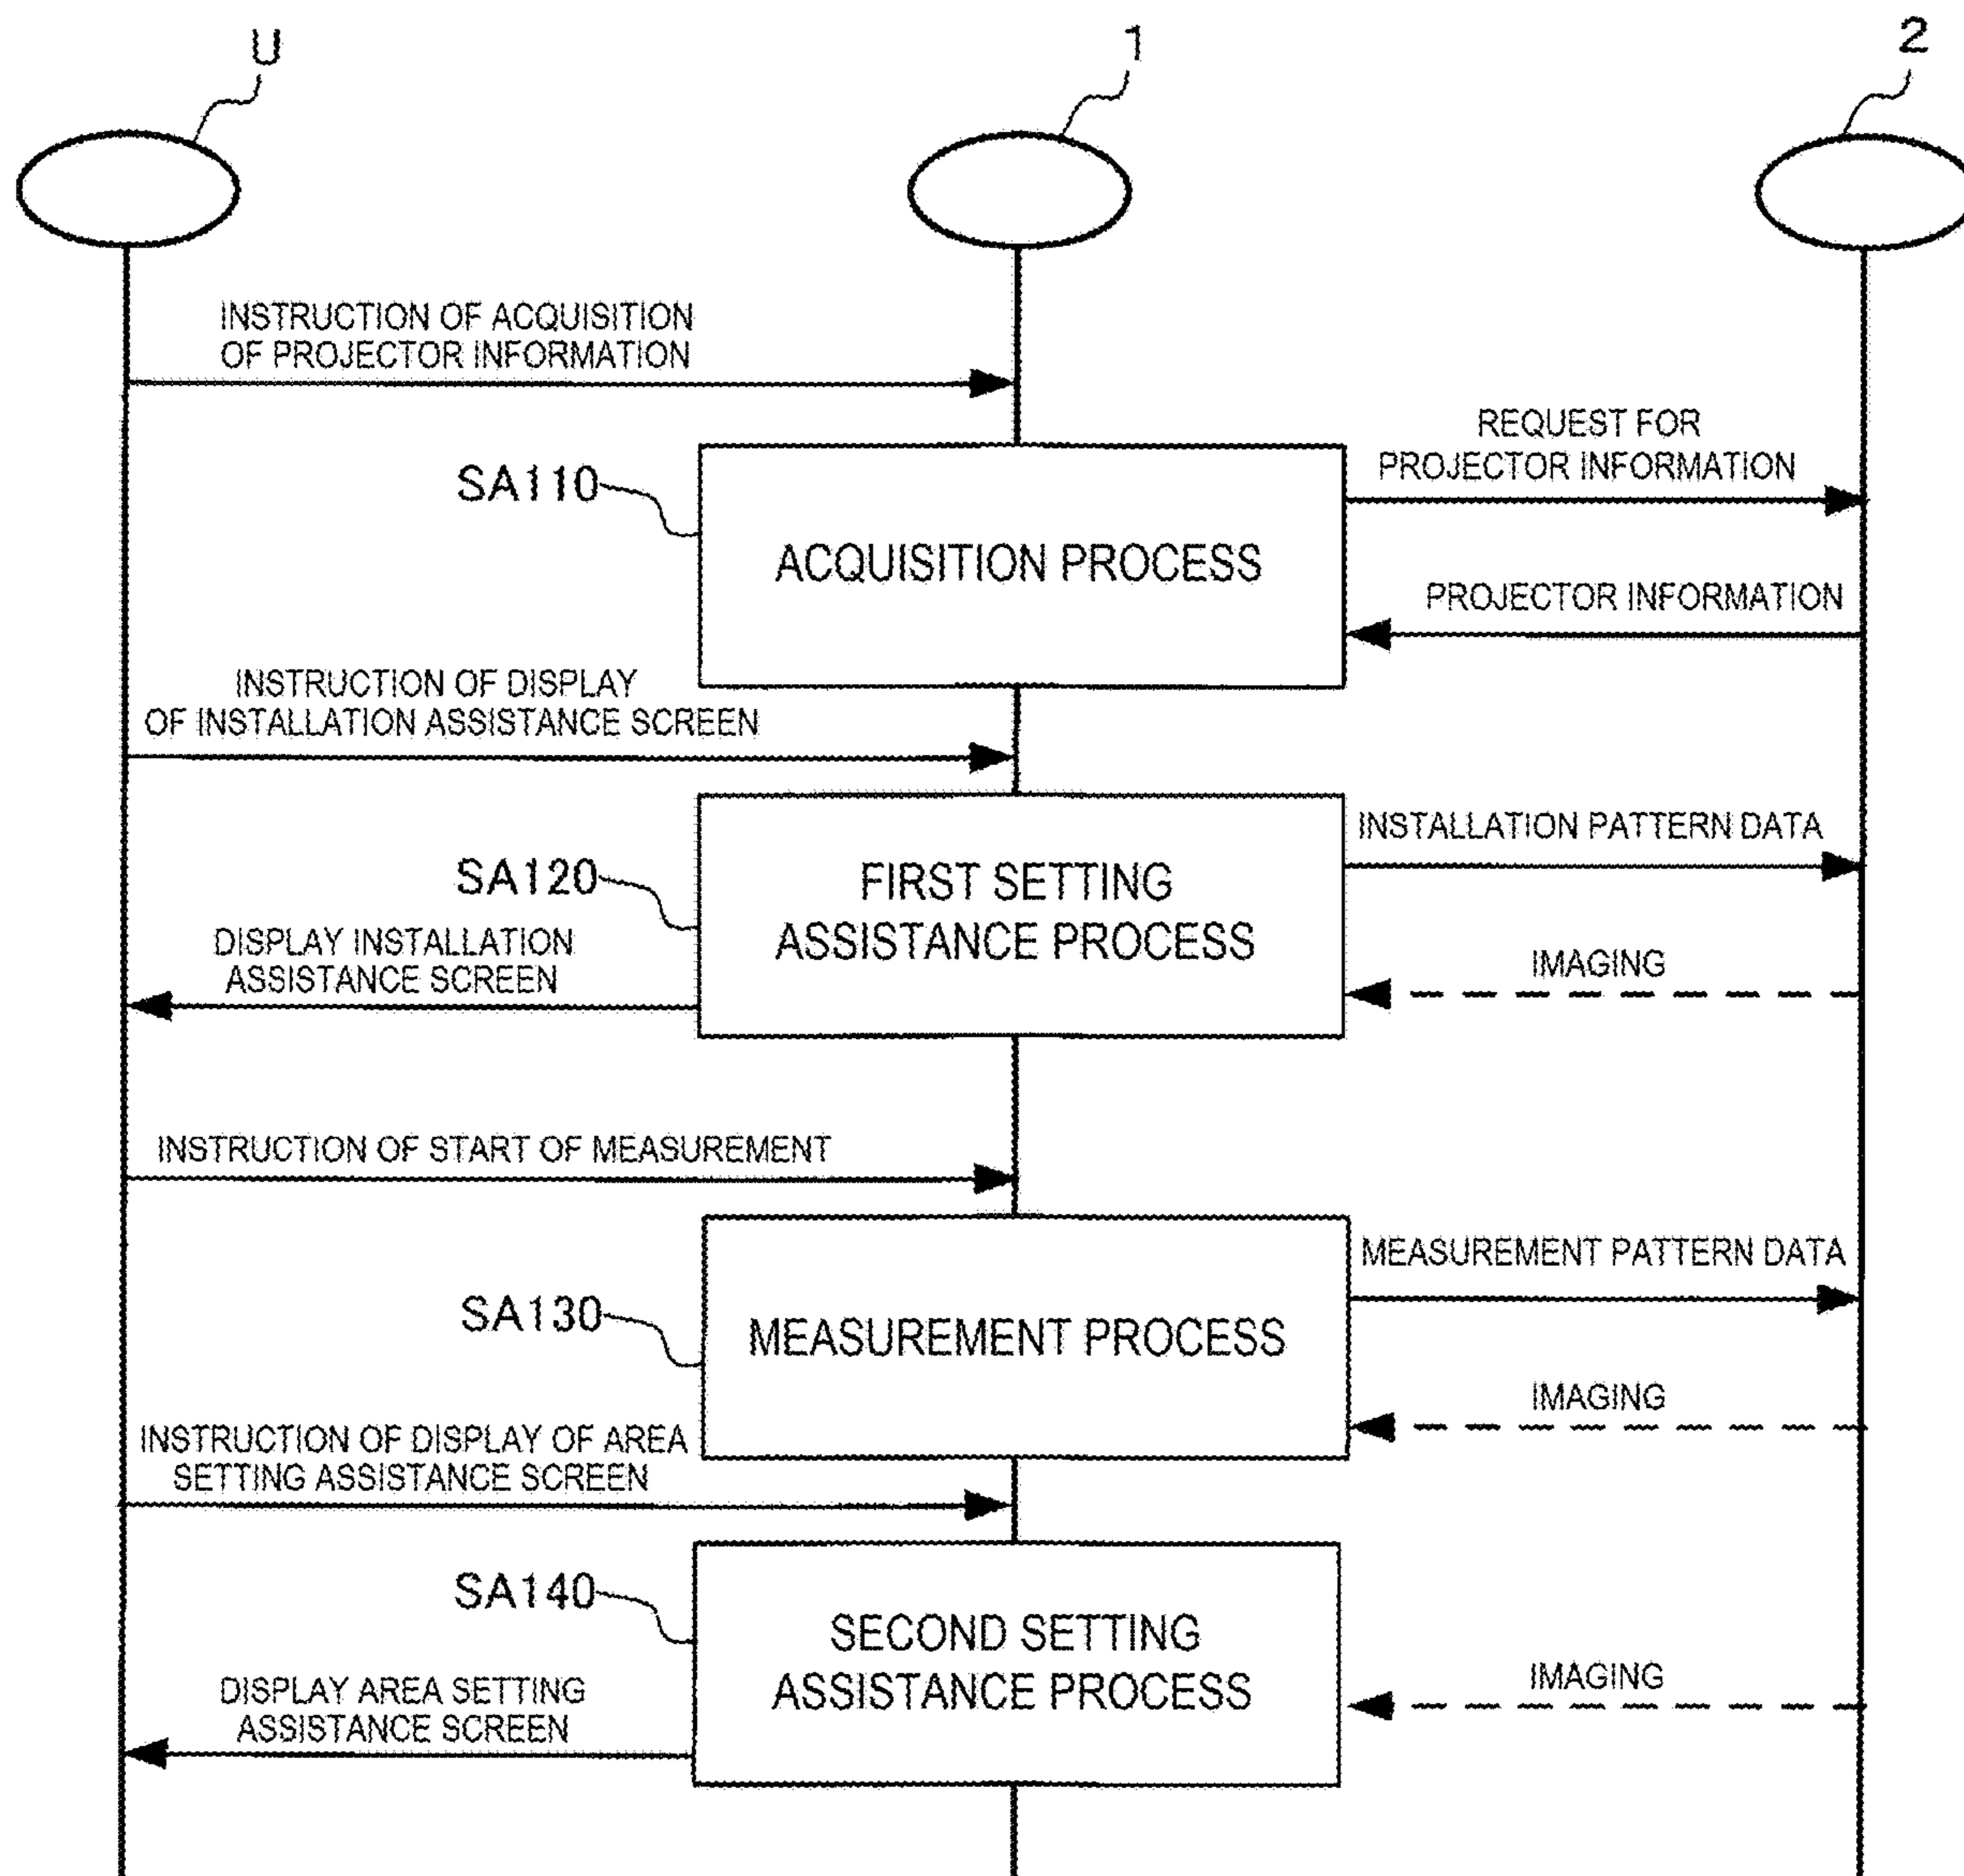 U
1
2
INSTRUCTION OF ACQUISITION
OF PROJECTOR INFORMATION
REQUEST FOR
PROJECTOR INFORMATION
SA110
ACQUISITION PROCESS
PROJECTOR INFORMATION
INSTRUCTION OF DISPLAY
OF INSTALLATION ASSISTANCE SCREEN
INSTALLATION PATTERN DATA
SA120
FIRST SETTING
ASSISTANCE PROCESS
DISPLAY INSTALLATION
ASSISTANCE SCREEN
IMAGING
INSTRUCTION OF START OF MEASUREMENT
MEASUREMENT PATTERN DATA
SA130
MEASUREMENT PROCESS
IMAGING
INSTRUCTION OF DISPLAY OF AREA
SETTING ASSISTANCE SCREEN
SA140
SECOND SETTING
ASSISTANCE PROCESS
IMAGING
DISPLAY AREA SETTING
ASSISTANCE SCREEN